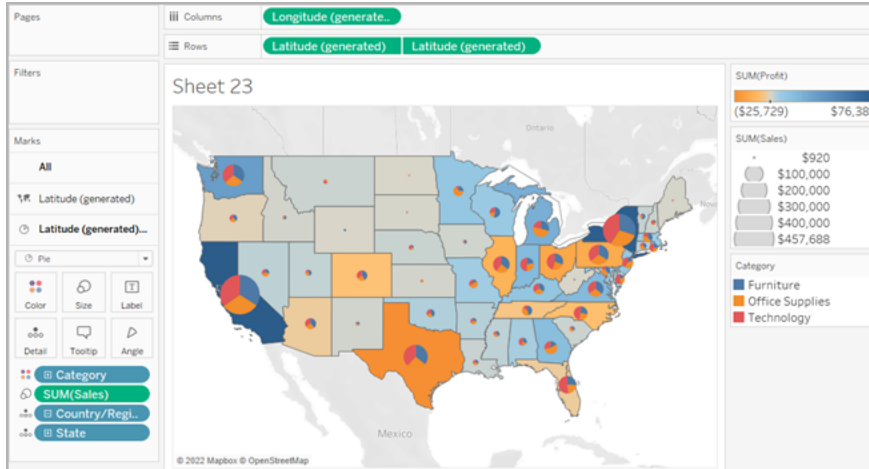 Pages
Filters
Marks
All
Latitude (generated)
Latitude (generated)...
Pie
Color
Size
Label
Detail
Tooltip
Angle
Category
SUM(Sales)
Country/Regi..
State
Columns
Longitude (generate..
Rows
Latitude (generated)
Latitude (generated)
Sheet 23
Ontario
Mexico
© 2022 Mapbox © OpenStreetMap
SUM(Profit)
($25,729)
$76,38
SUM(Sales)
$920
$100,000
$200,000
$300,000
$400,000
$457,688
Category
Furniture
Office Supplies
Technology